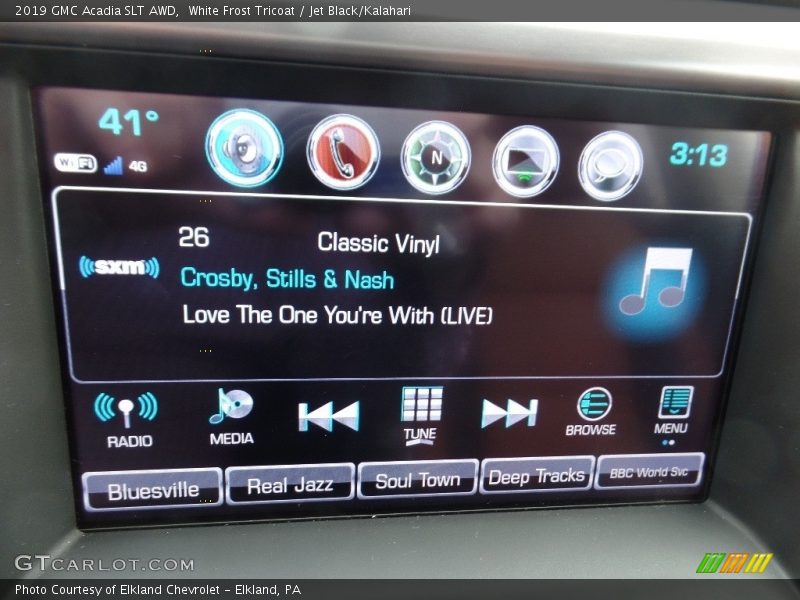 2019 GMC Acadia SLT AWD, White Frost Tricoat / Jet Black/Kalahari
41°
N
3:13
Wi Fi 4G
26 Classic Vinyl
((sxm))
Crosby, Stills & Nash
Love The One You're With (LIVE)
RADIO MEDIA TUNE BROWSE MENU
Bluesville Real Jazz Soul Town Deep Tracks BBC World Svc
GTCARLOT.COM
Photo Courtesy of Elkland Chevrolet - Elkland, PA